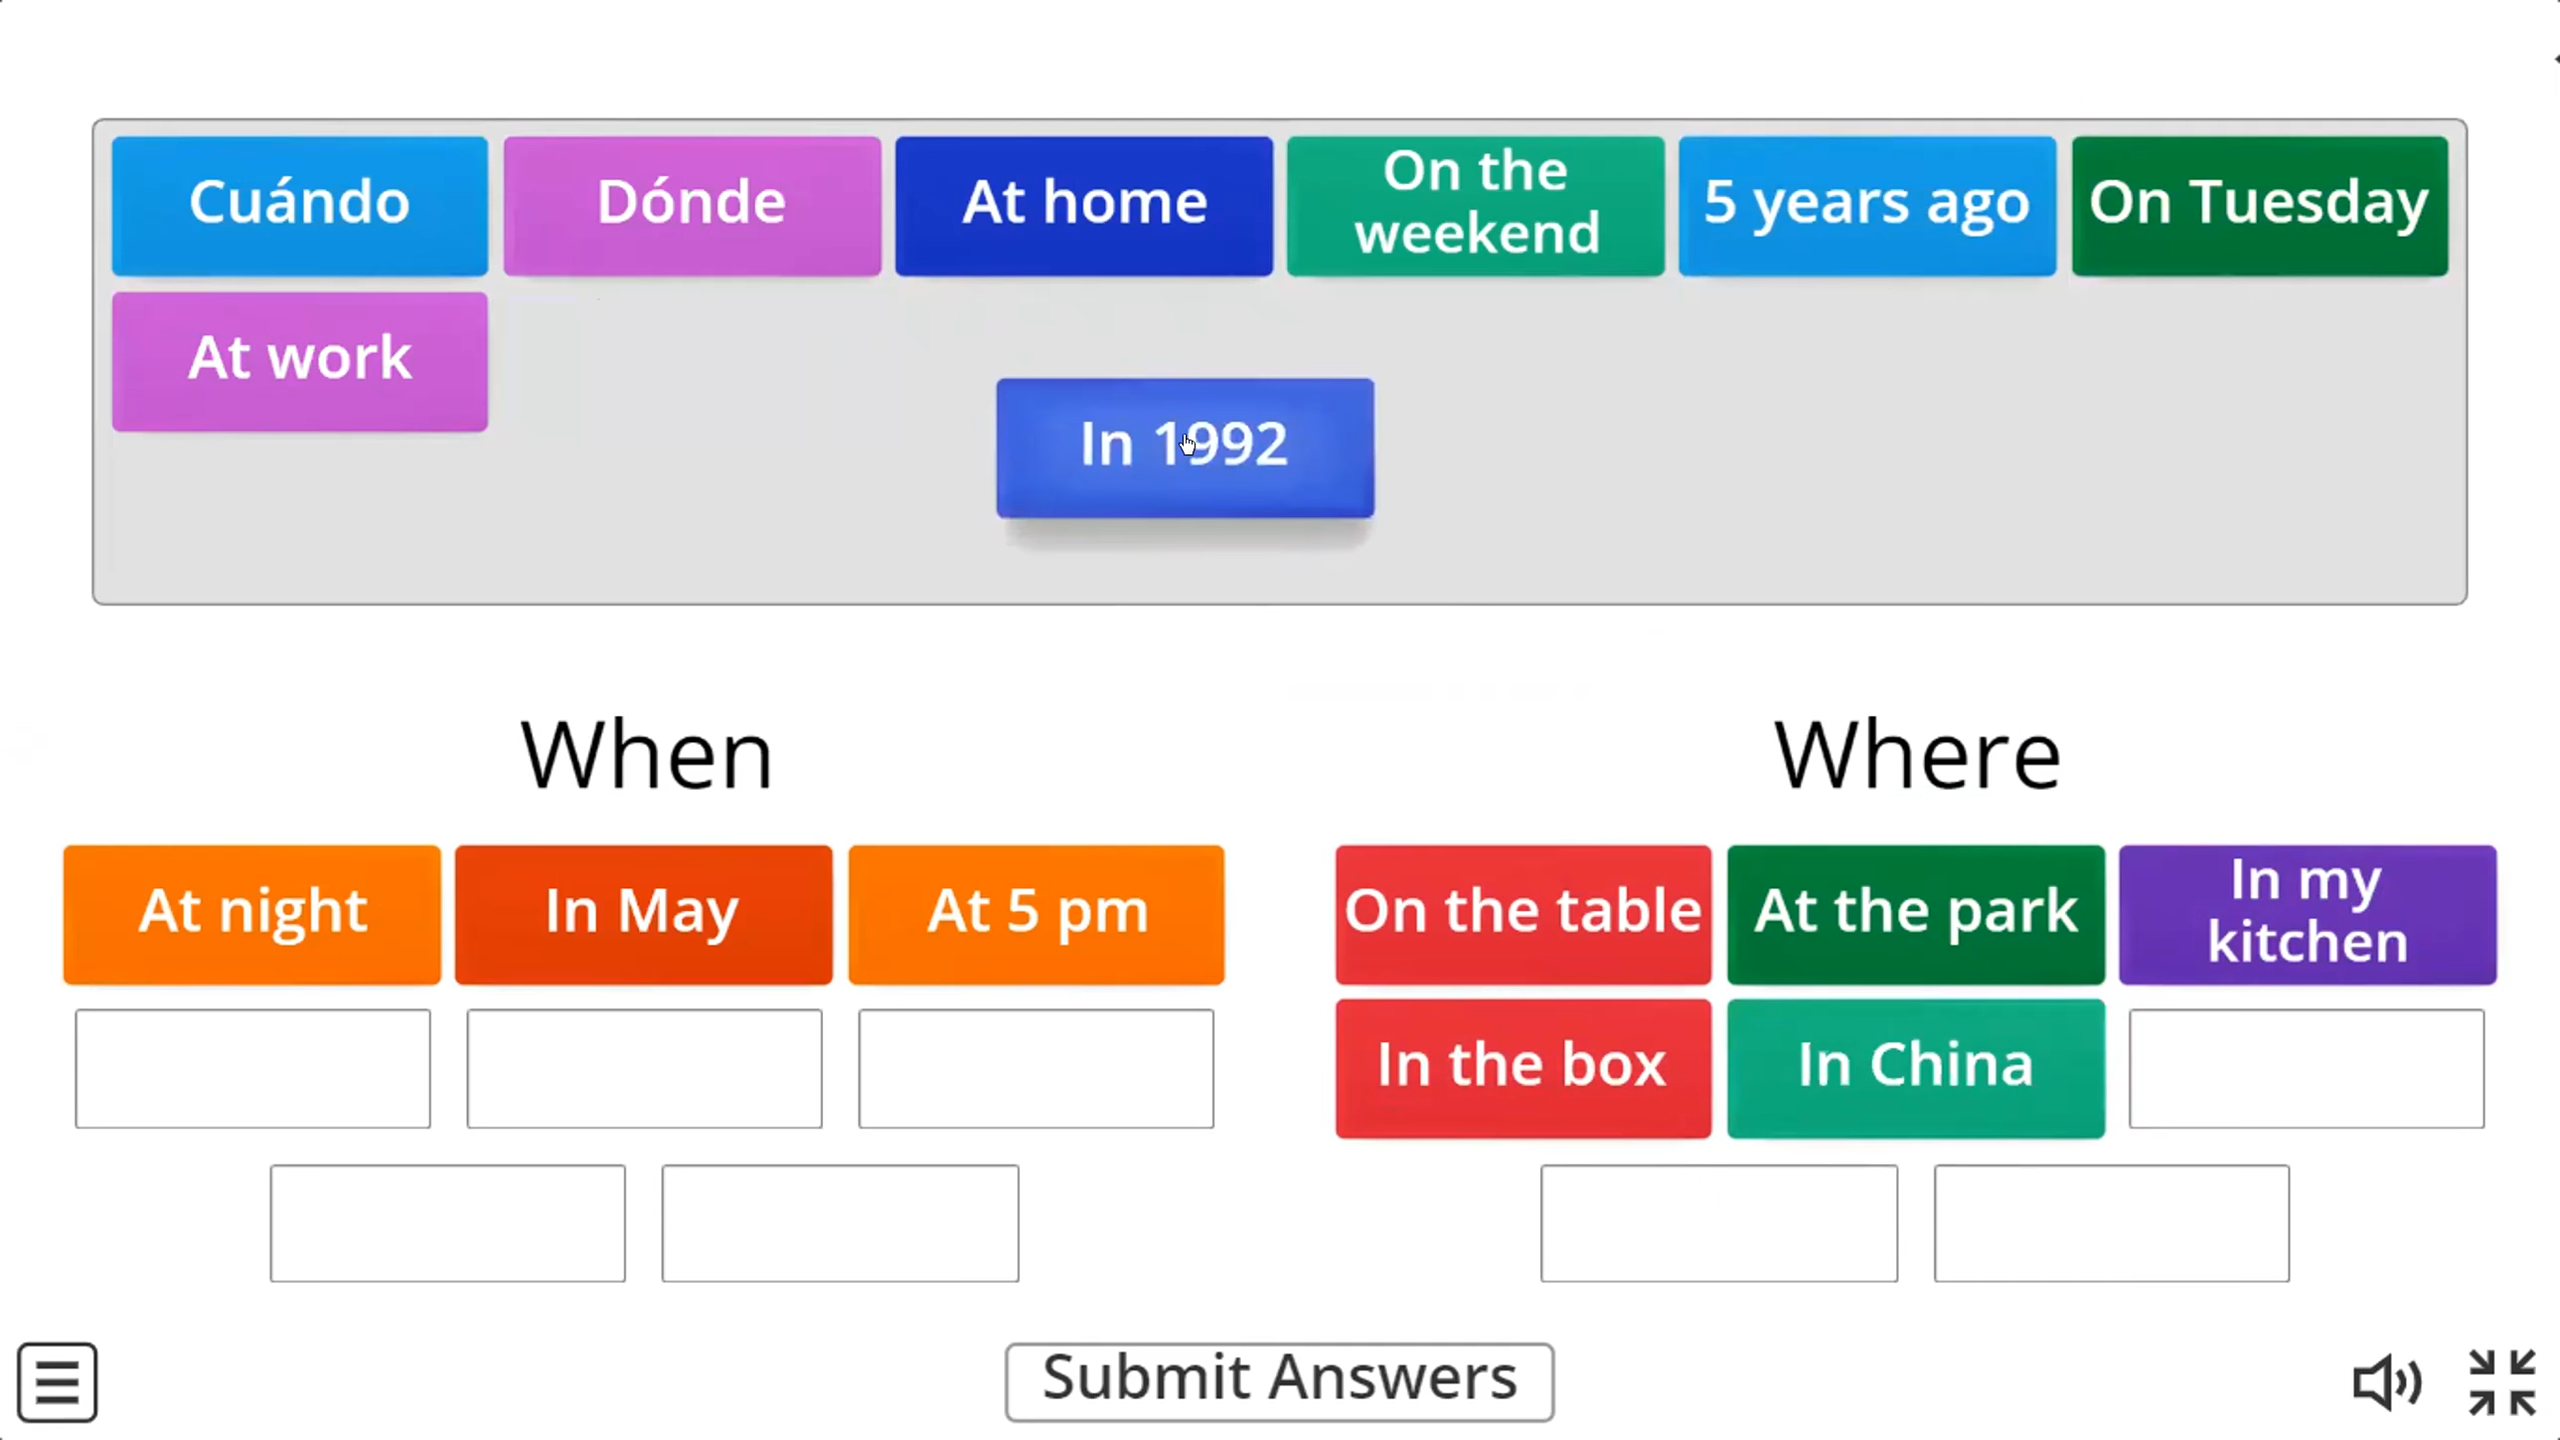 Cuándo
Dónde
At home
On the
weekend
5 years ago
On Tuesday
At work
In 1992
When
Where
At night
In May
At 5 pm
On the table
At the park
In my
kitchen
In the box
In China
Submit Answers